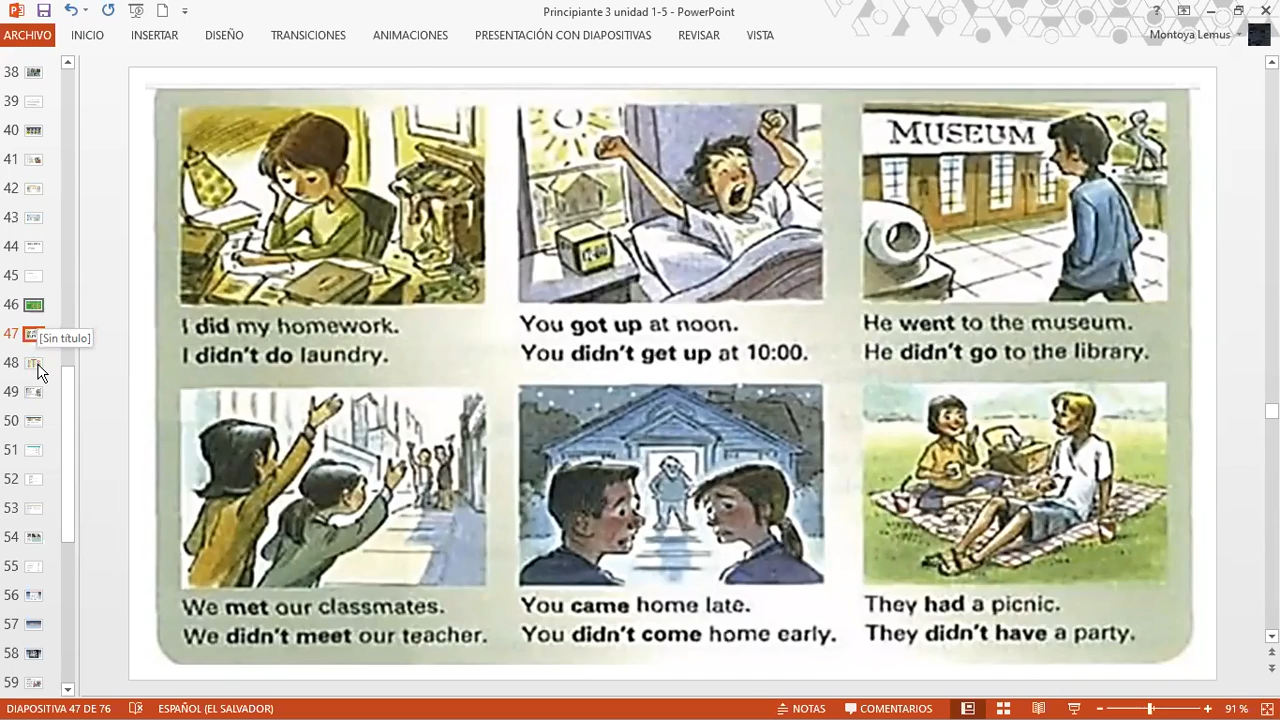 Principiante 3 unidad 1-5 - PowerPoint
ARCHIVO INICIO INSERTAR DISEÑO TRANSICIONES ANIMACIONES PRESENTACIÓN CON DIAPOSITIVAS REVISAR VISTA Montoya Lemus
38
39
40
41
42
43
44
45
46
47
[Sin título]
48
49
50
51
52
53
54
55
56
57
58
59
MUSEUM
I did my homework.
I didn't do laundry.
You got up at noon.
You didn't get up at 10:00.
He went to the museum.
He didn't go to the library.
We met our classmates.
We didn't meet our teacher.
You came home late.
You didn't come home early.
They had a picnic.
They didn't have a party.
DIAPOSITIVA 47 DE 76 ESPAÑOL (EL SALVADOR) NOTAS COMENTARIOS 91 %